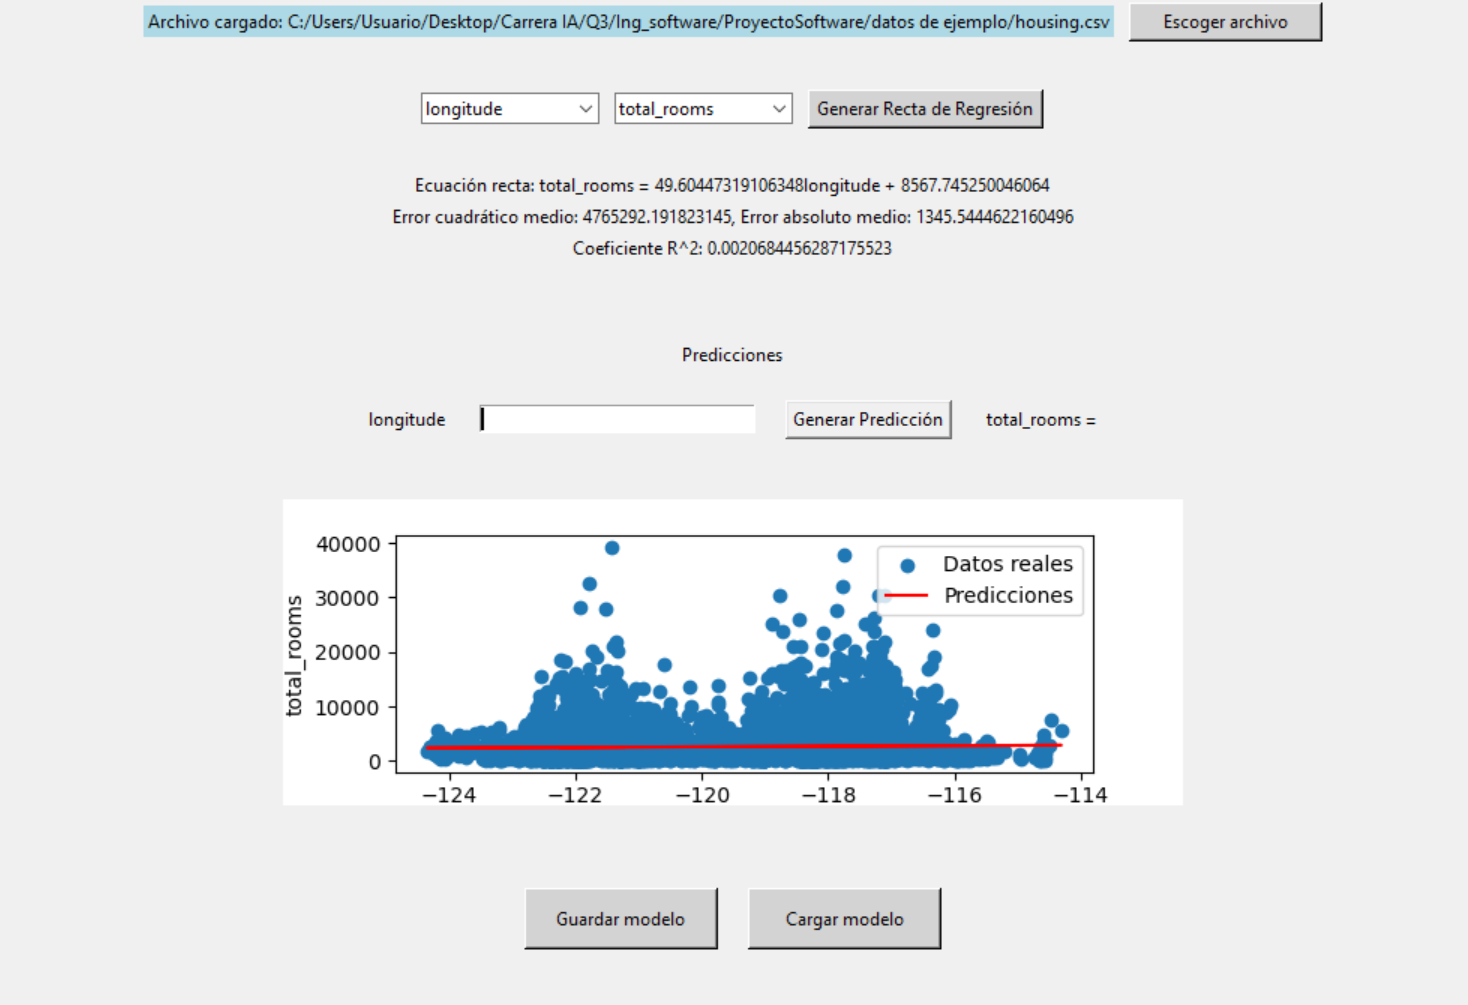 Archivo cargado: C:/Users/Usuario/Desktop/Carrera IA/Q3/Ing_software/ProyectoSoftware/datos de ejemplo/housing.csv Escoger archivo
longitude total_rooms Generar Recta de Regresión
Ecuación recta: total_rooms = 49.60447319106348longitude + 8567.745250046064
Error cuadrático medio: 4765292.191823145, Error absoluto medio: 1345.5444622160496
Coeficiente R^2: 0.0020684456287175523
Predicciones
longitude Generar Predicción total_rooms =
total_rooms
40000
30000
20000
10000
0
Datos reales
Predicciones
−124 −122 −120 −118 −116 −114
Guardar modelo Cargar modelo